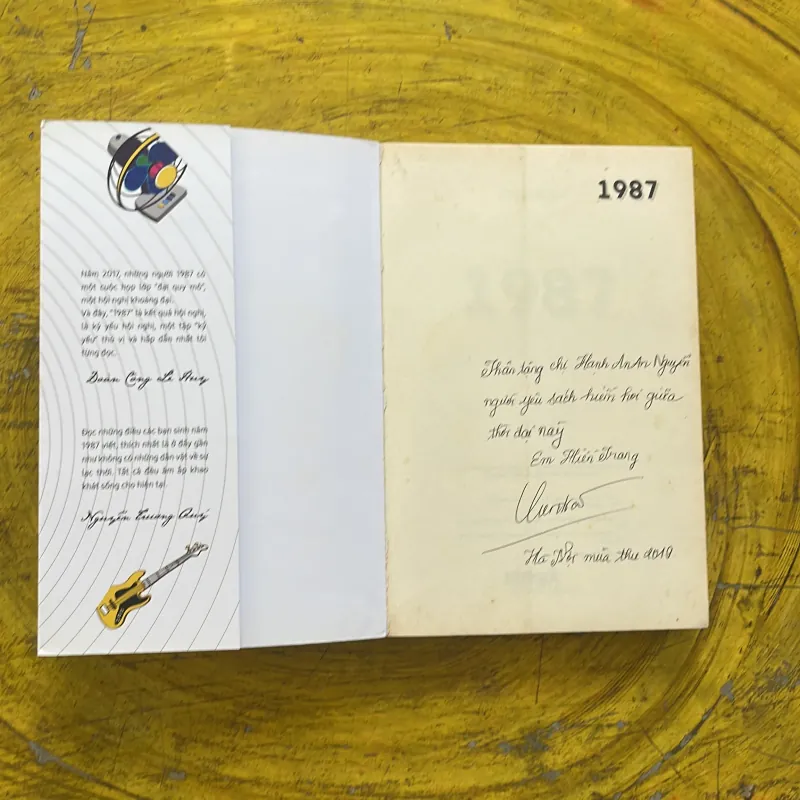 Năm 2017, những người 1987 có
một cuộc họp lớp "đại quy mô",
một hội nghị khoáng đại.
Và đây, "1987" là kết quả hội nghị,
là kỷ yếu hội nghị, một tập "kỷ
yếu" thú vị và hấp dẫn nhất tôi
từng đọc.
Đoàn Công Lê Huy
Đọc những điều các bạn sinh năm
1987 viết, thích nhất là ở đây gần
như không có những dằn vặt về sự
lạc thời. Tất cả đều ấm áp khao
khát sống cho hiện tại.
Nguyễn Trương Quý
1987
Thân tặng chị Hạnh AnAn Nguyễn
người yêu sách hiếm hoi giữa
thời đại này
Em Hiền Trang
Hà Nội mùa thu 2019